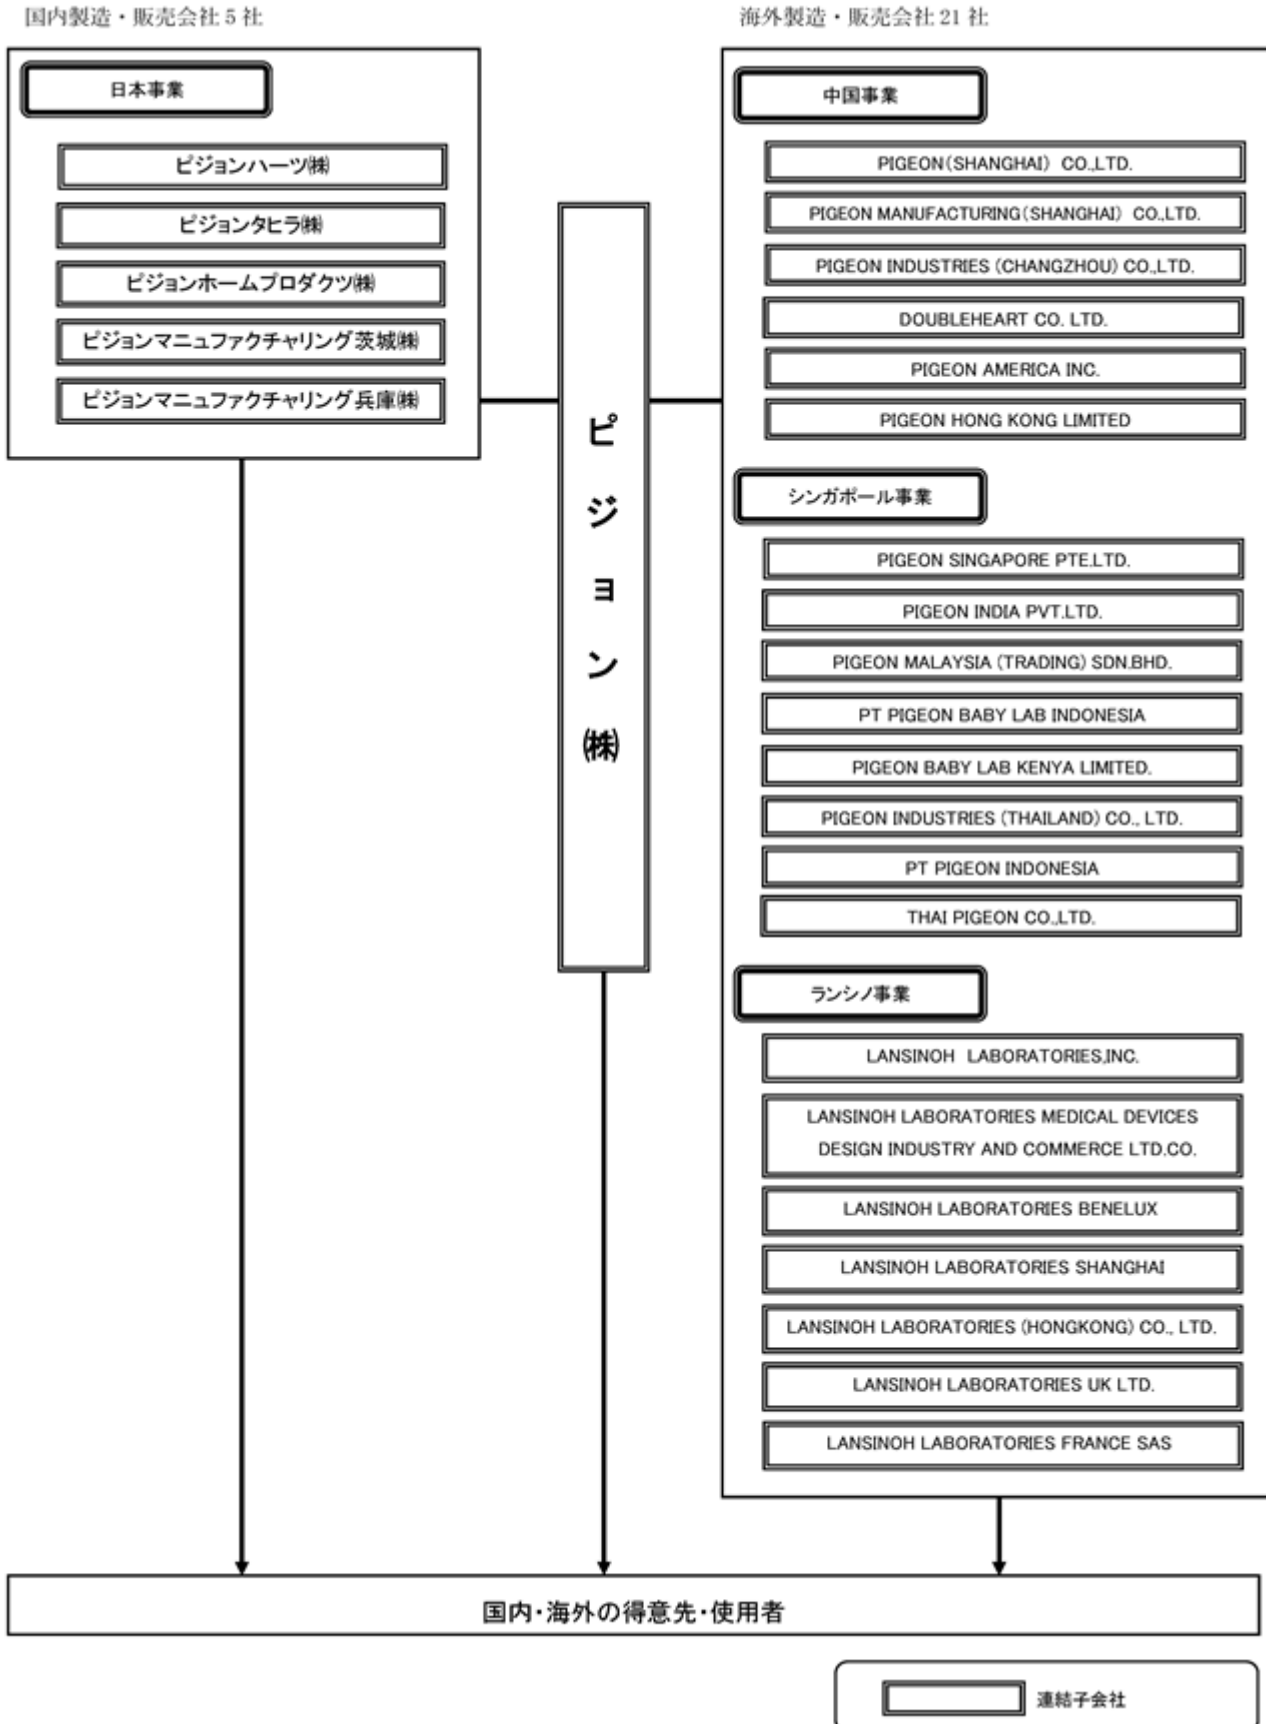 国内製造・販売会社 5 社
日本事業
ピジョンハーツ㈱
ピジョンタヒラ㈱
ピジョンホームプロダクツ㈱
ピジョンマニュファクチャリング茨城㈱
ピジョンマニュファクチャリング兵庫㈱
ピジョン㈱
海外製造・販売会社 21 社
中国事業
PIGEON(SHANGHAI) CO.,LTD.
PIGEON MANUFACTURING(SHANGHAI) CO.,LTD.
PIGEON INDUSTRIES (CHANGZHOU) CO.,LTD.
DOUBLEHEART CO. LTD.
PIGEON AMERICA INC.
PIGEON HONG KONG LIMITED
シンガポール事業
PIGEON SINGAPORE PTE.LTD.
PIGEON INDIA PVT.LTD.
PIGEON MALAYSIA (TRADING) SDN.BHD.
PT PIGEON BABY LAB INDONESIA
PIGEON BABY LAB KENYA LIMITED.
PIGEON INDUSTRIES (THAILAND) CO., LTD.
PT PIGEON INDONESIA
THAI PIGEON CO.,LTD.
ランシノ事業
LANSINOH LABORATORIES,INC.
LANSINOH LABORATORIES MEDICAL DEVICES
DESIGN INDUSTRY AND COMMERCE LTD.CO.
LANSINOH LABORATORIES BENELUX
LANSINOH LABORATORIES SHANGHAI
LANSINOH LABORATORIES (HONGKONG) CO., LTD.
LANSINOH LABORATORIES UK LTD.
LANSINOH LABORATORIES FRANCE SAS
国内・海外の得意先・使用者
連結子会社